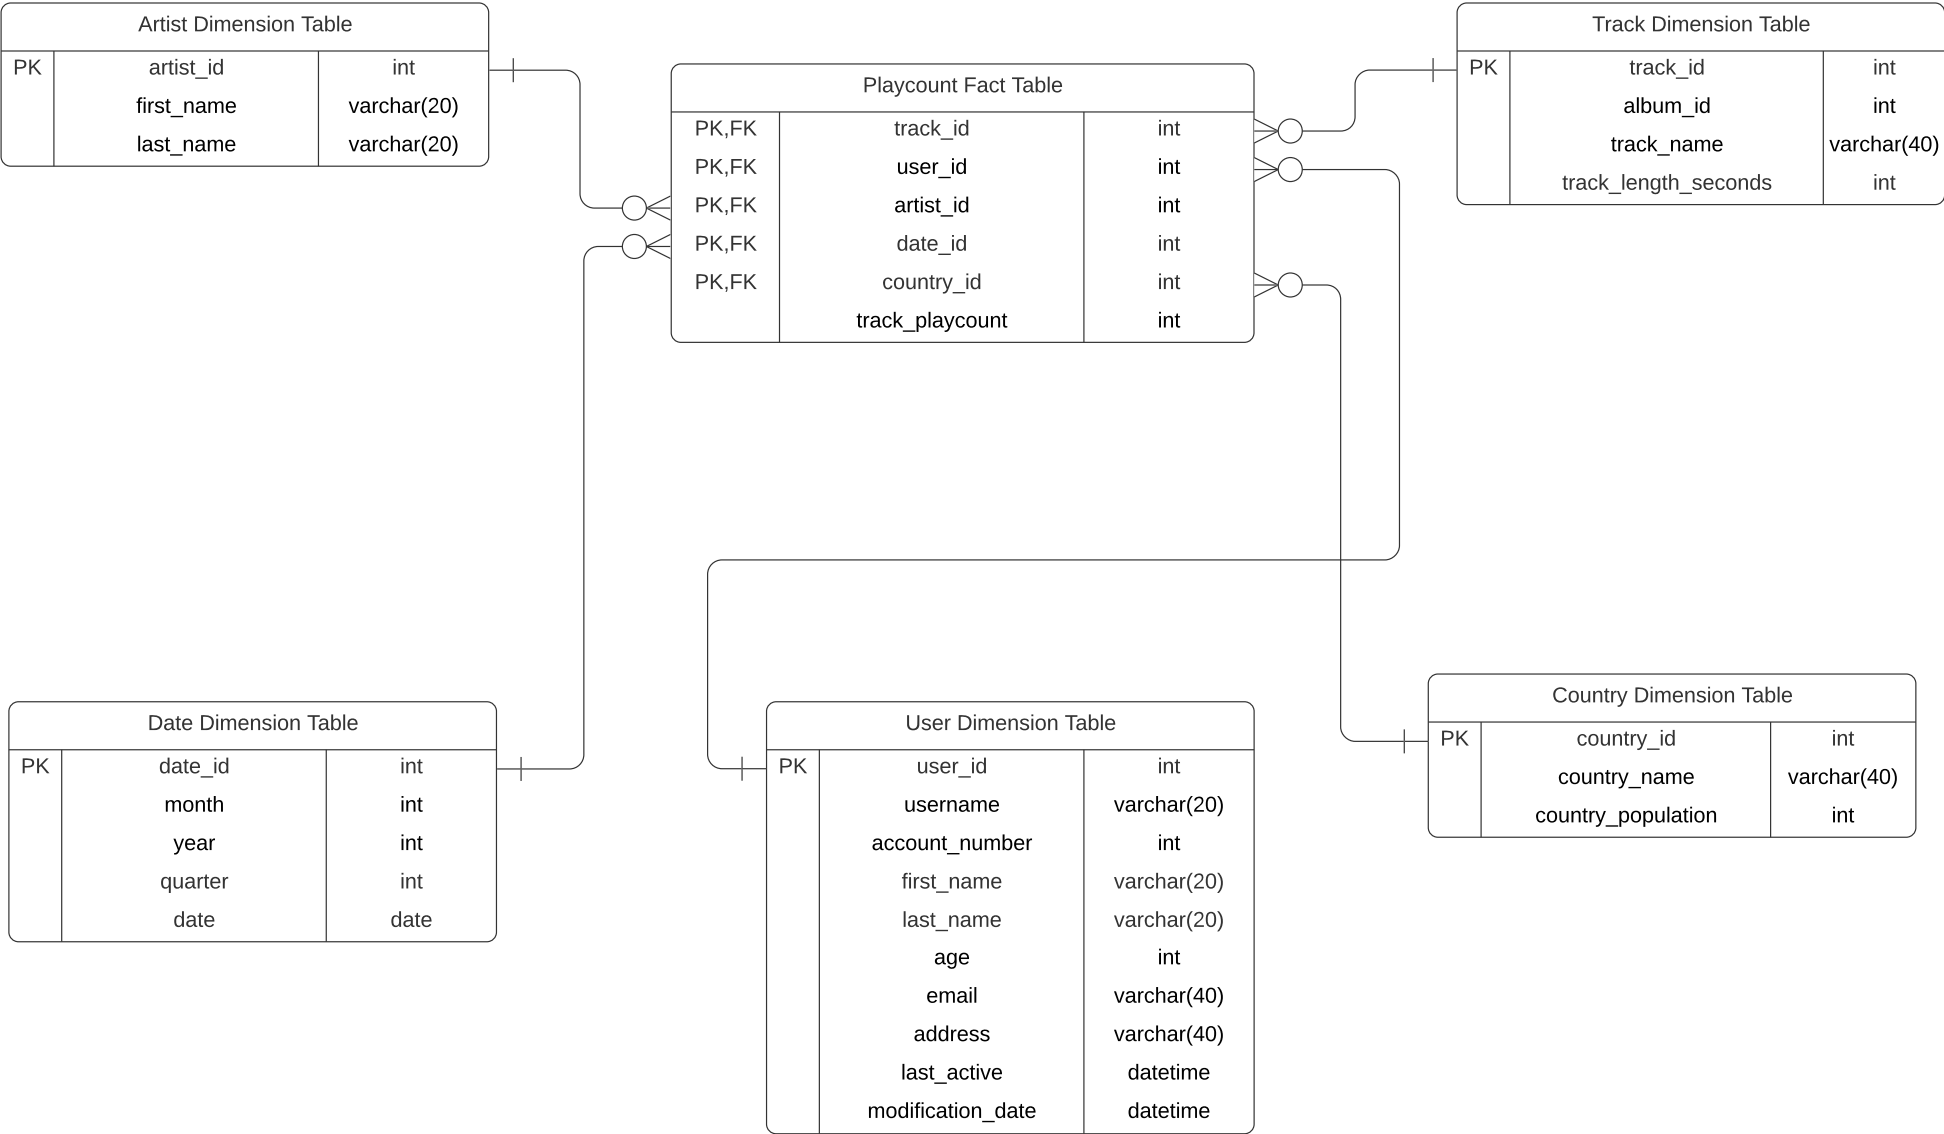 Artist Dimension Table
PK artist_id int
first_name varchar(20)
last_name varchar(20)
Playcount Fact Table
PK,FK track_id int
PK,FK user_id int
PK,FK artist_id int
PK,FK date_id int
PK,FK country_id int
track_playcount int
Track Dimension Table
PK track_id int
album_id int
track_name varchar(40)
track_length_seconds int
Date Dimension Table
PK date_id int
month int
year int
quarter int
date date
User Dimension Table
PK user_id int
username varchar(20)
account_number int
first_name varchar(20)
last_name varchar(20)
age int
email varchar(40)
address varchar(40)
last_active datetime
modification_date datetime
Country Dimension Table
PK country_id int
country_name varchar(40)
country_population int